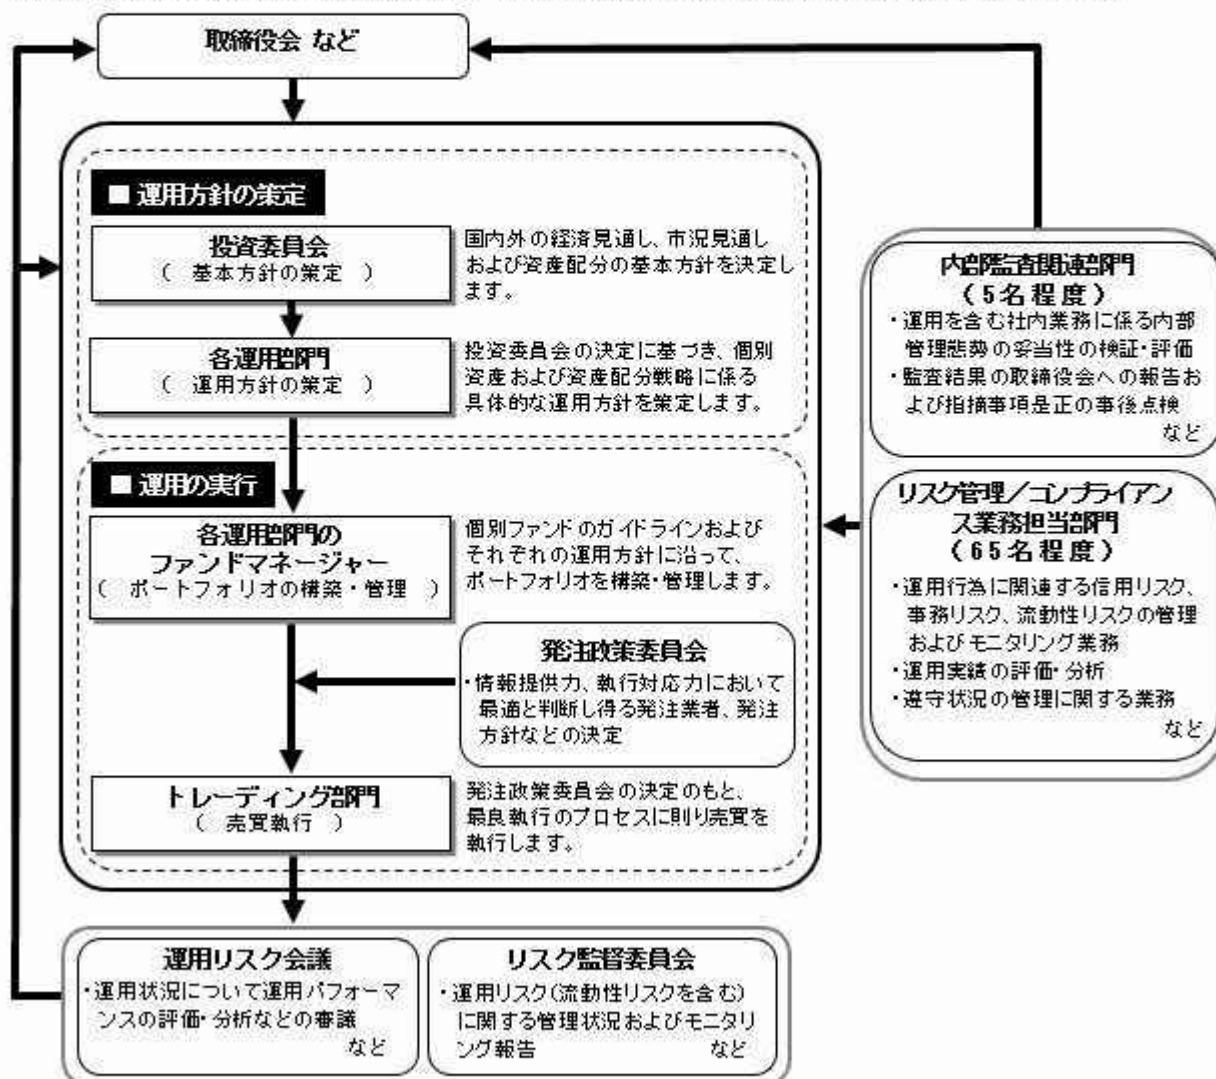 取締役会 など
■ 運用方針の策定
投資委員会
( 基本方針の策定 )
国内外の経済見通し、市況見通し
および資産配分の基本方針を決定し
ます。
各運用部門
( 運用方針の策定 )
投資委員会の決定に基づき、個別
資産および資産配分戦略に係る
具体的な運用方針を策定します。
■ 運用の実行
各運用部門の
ファンドマネージャー
( ポートフォリオの構築・管理 )
個別ファンドのガイドラインおよび
それぞれの運用方針に沿って、
ポートフォリオを構築・管理します。
発注政策委員会
・情報提供力、執行対応力において
最適と判断し得る発注業者、発注
方針などの決定
トレーディング部門
( 売買執行 )
発注政策委員会の決定のもと、
最良執行のプロセスに則り売買を
執行します。
運用リスク会議
・運用状況について運用パフォーマ
ンスの評価・分析などの審議
など
リスク監督委員会
・運用リスク(流動性リスクを含む)
に関する管理状況およびモニタリ
ング報告 など
内部監査関連部門
(5名程度)
・運用を含む社内業務に係る内部
管理態勢の妥当性の検証・評価
・監査結果の取締役会への報告お
よび指摘事項是正の事後点検
など
リスク管理/コンプライアン
ス業務担当部門
(65名程度)
・運用行為に関連する信用リスク、
事務リスク、流動性リスクの管理
およびモニタリング業務
・運用実績の評価・分析
・遵守状況の管理に関する業務
など